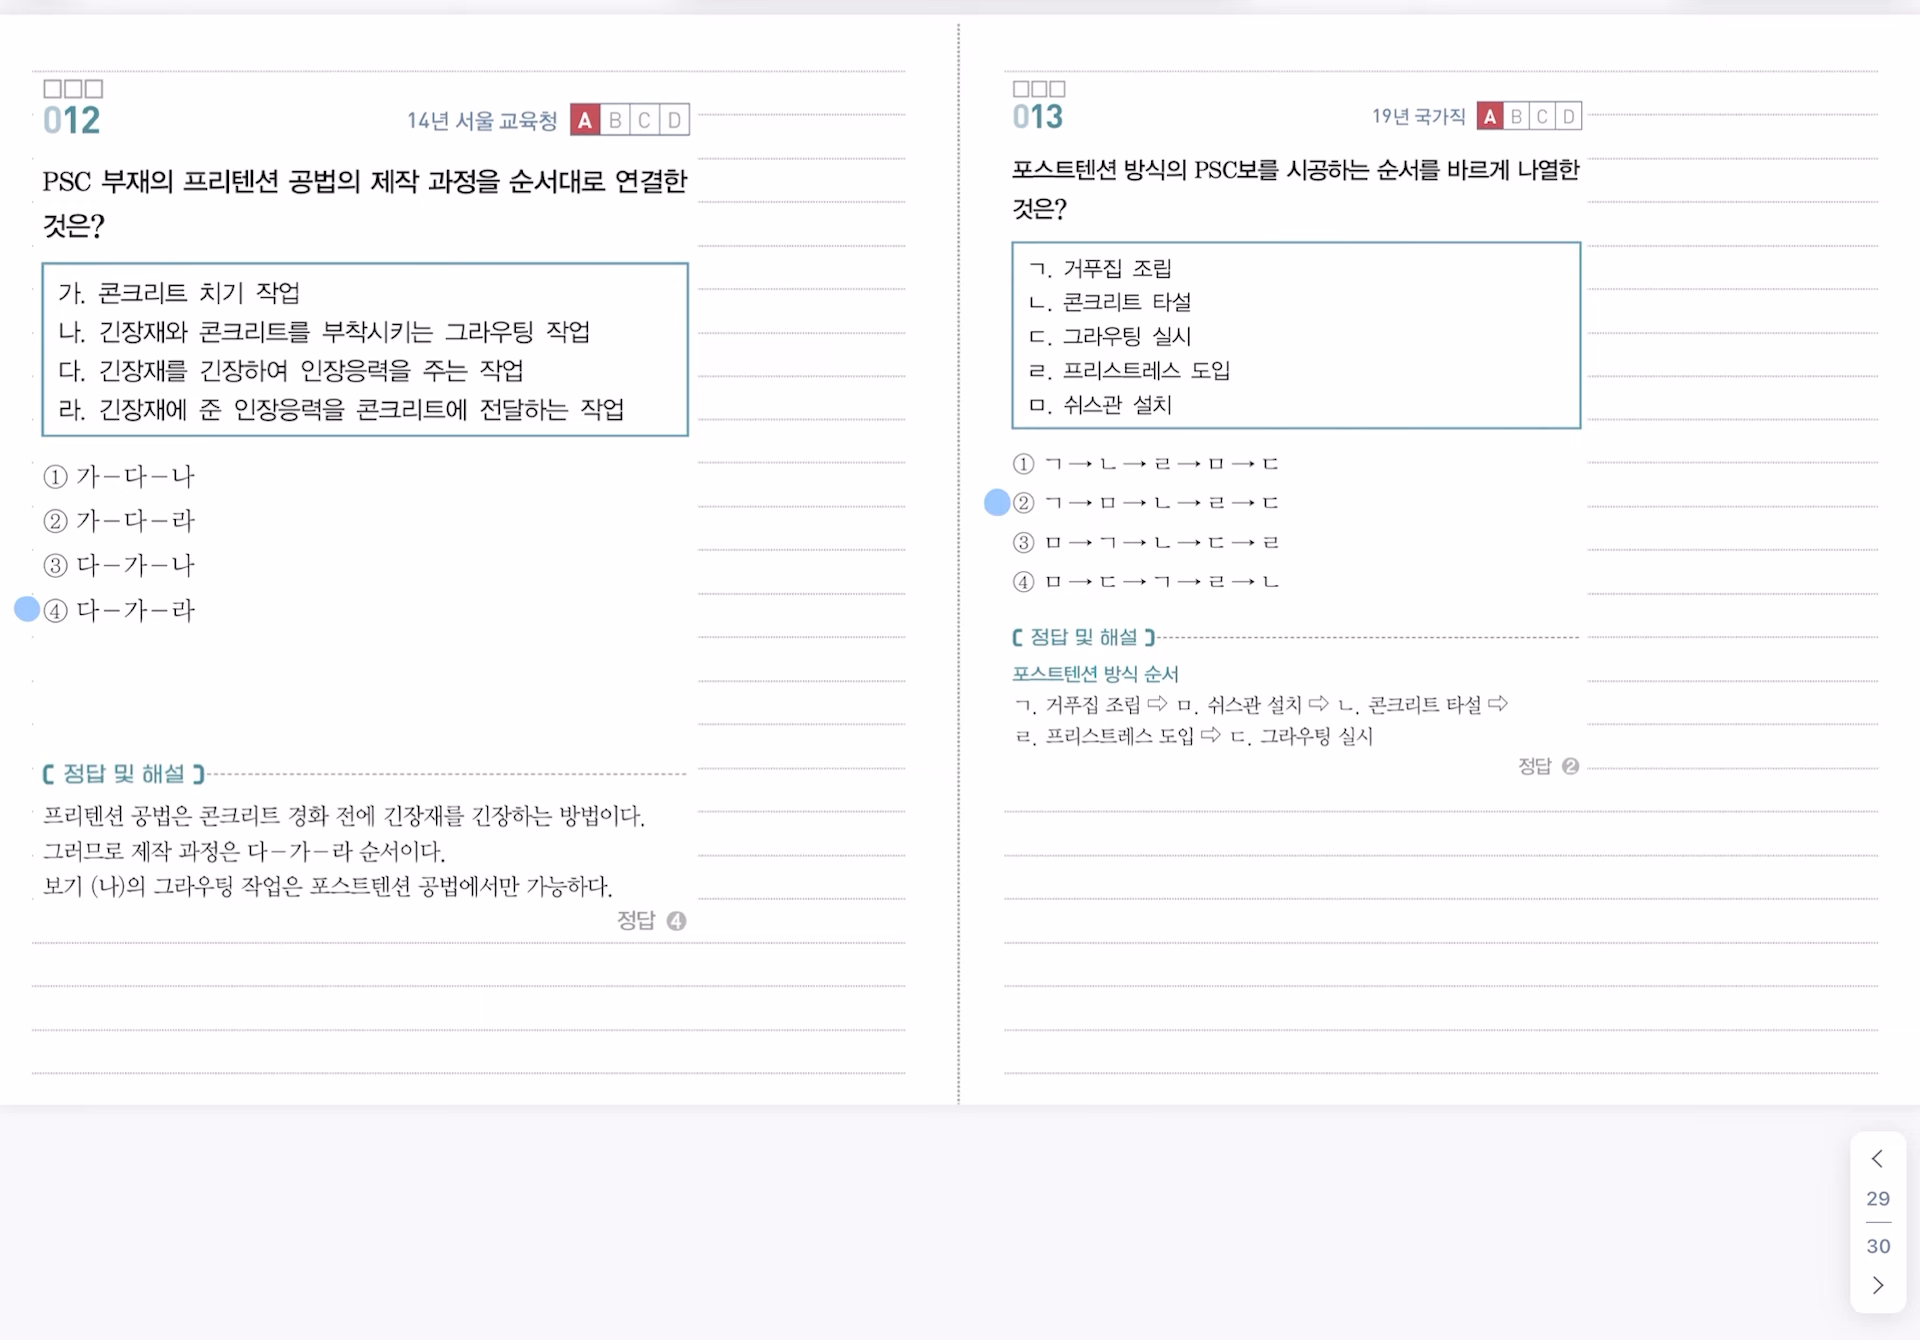 012
14년 서울 교육청 A B C D
PSC 부재의 프리텐션 공법의 제작 과정을 순서대로 연결한
것은?
가. 콘크리트 치기 작업
나. 긴장재와 콘크리트를 부착시키는 그라우팅 작업
다. 긴장재를 긴장하여 인장응력을 주는 작업
라. 긴장재에 준 인장응력을 콘크리트에 전달하는 작업
① 가-다-나
② 가-다-라
③ 다-가-나
④ 다-가-라
정답 및 해설
프리텐션 공법은 콘크리트 경화 전에 긴장재를 긴장하는 방법이다.
그러므로 제작 과정은 다-가-라 순서이다.
보기 (나)의 그라우팅 작업은 포스트텐션 공법에서만 가능하다.
정답 ❹
013
19년 국가직 A B C D
포스트텐션 방식의 PSC보를 시공하는 순서를 바르게 나열한
것은?
ㄱ. 거푸집 조립
ㄴ. 콘크리트 타설
ㄷ. 그라우팅 실시
ㄹ. 프리스트레스 도입
ㅁ. 쉬스관 설치
① ㄱ→ㄴ→ㄹ→ㅁ→ㄷ
② ㄱ→ㅁ→ㄴ→ㄹ→ㄷ
③ ㅁ→ㄱ→ㄴ→ㄷ→ㄹ
④ ㅁ→ㄷ→ㄱ→ㄹ→ㄴ
정답 및 해설
포스트텐션 방식 순서
ㄱ. 거푸집 조립 ⇨ ㅁ. 쉬스관 설치 ⇨ ㄴ. 콘크리트 타설 ⇨
ㄹ. 프리스트레스 도입 ⇨ ㄷ. 그라우팅 실시
정답 ❷
29
30